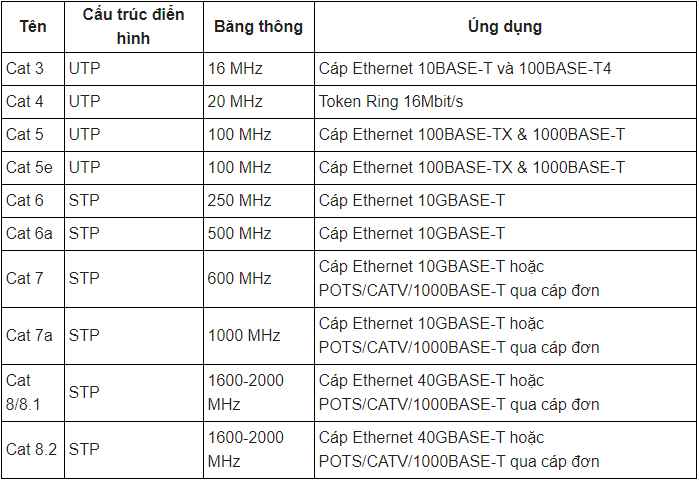 Tên
Cấu trúc điển
hình
Băng thông
Ứng dụng
Cat 3
UTP
16 MHz
Cáp Ethernet 10BASE-T và 100BASE-T4
Cat 4
UTP
20 MHz
Token Ring 16Mbit/s
Cat 5
UTP
100 MHz
Cáp Ethernet 100BASE-TX & 1000BASE-T
Cat 5e
UTP
100 MHz
Cáp Ethernet 100BASE-TX & 1000BASE-T
Cat 6
STP
250 MHz
Cáp Ethernet 10GBASE-T
Cat 6a
STP
500 MHz
Cáp Ethernet 10GBASE-T
Cat 7
STP
600 MHz
Cáp Ethernet 10GBASE-T hoặc
POTS/CATV/1000BASE-T qua cáp đơn
Cat 7a
STP
1000 MHz
Cáp Ethernet 10GBASE-T hoặc
POTS/CATV/1000BASE-T qua cáp đơn
Cat
8/8.1
STP
1600-2000
MHz
Cáp Ethernet 40GBASE-T hoặc
POTS/CATV/1000BASE-T qua cáp đơn
Cat 8.2
STP
1600-2000
MHz
Cáp Ethernet 40GBASE-T hoặc
POTS/CATV/1000BASE-T qua cáp đơn